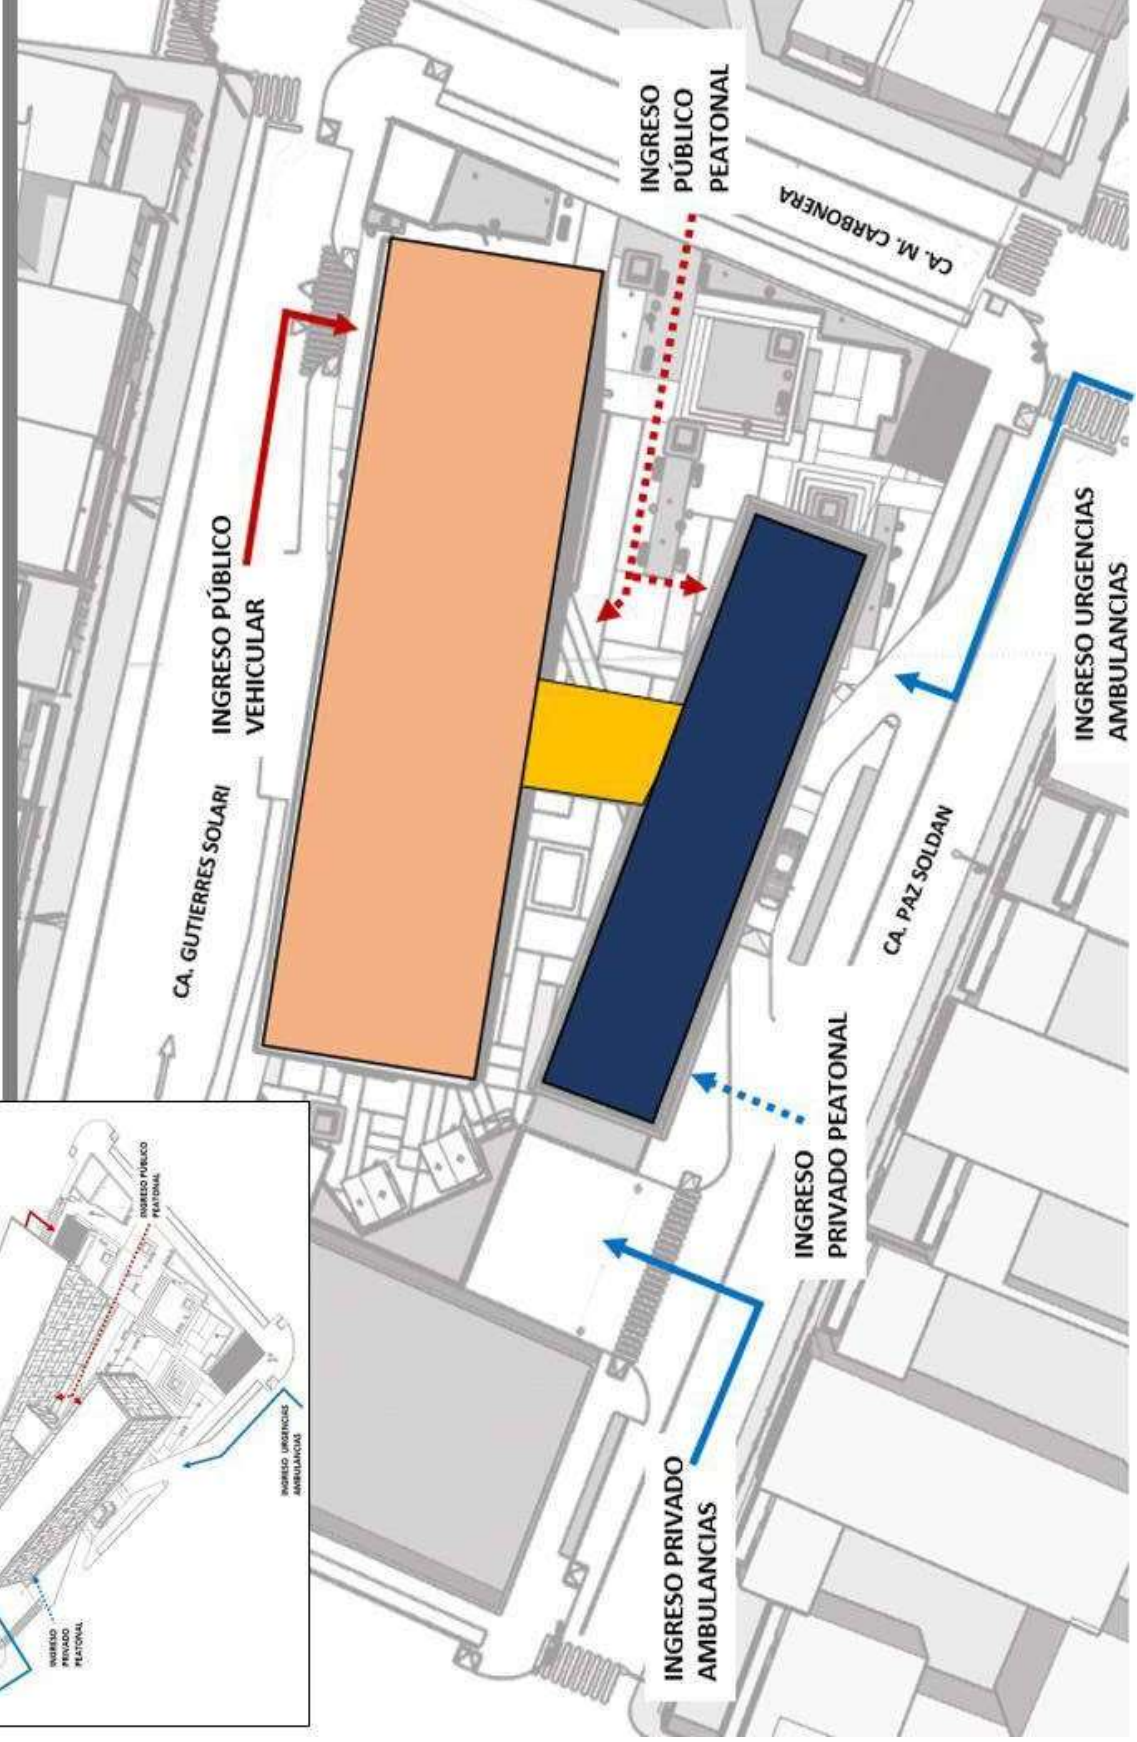 INGRESO PÚBLICO
VEHICULAR
CA. GUTIERRES SOLARI
INGRESO
PÚBLICO
PEATONAL
CA. M. CARBONERA
INGRESO URGENCIAS
AMBULANCIAS
CA. PAZ SOLDAN
INGRESO
PRIVADO PEATONAL
INGRESO PRIVADO
AMBULANCIAS
INGRESO PÚBLICO
PEATONAL
INGRESO URGENCIAS
AMBULANCIAS
INGRESO
PRIVADO
PEATONAL